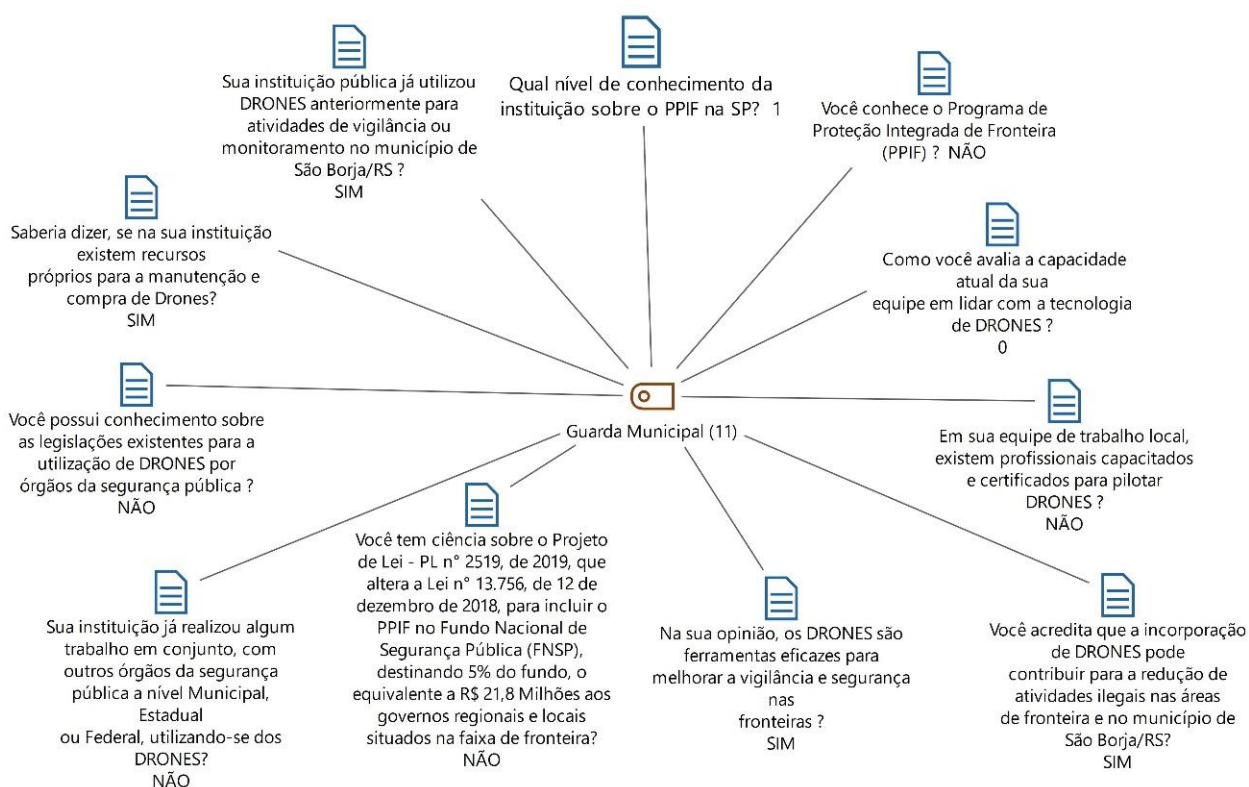 Sua instituição pública já utilizou
DRONES anteriormente para
atividades de vigilância ou
monitoramento no município de
São Borja/RS ?
SIM
Qual nível de conhecimento da
instituição sobre o PPIF na SP? 1
Você conhece o Programa de
Proteção Integrada de Fronteira
(PPIF) ? NÃO
Saberia dizer, se na sua instituição
existem recursos
próprios para a manutenção e
compra de Drones?
SIM
Como você avalia a capacidade
atual da sua
equipe em lidar com a tecnologia
de DRONES ?
0
Você possui conhecimento sobre
as legislações existentes para a
utilização de DRONES por
órgãos da segurança pública ?
NÃO
Guarda Municipal (11)
Em sua equipe de trabalho local,
existem profissionais capacitados
e certificados para pilotar
DRONES ?
NÃO
Sua instituição já realizou algum
trabalho em conjunto, com
outros órgãos da segurança
pública a nível Municipal,
Estadual
ou Federal, utilizando-se dos
DRONES?
NÃO
Você tem ciência sobre o Projeto
de Lei - PL n° 2519, de 2019, que
altera a Lei n° 13.756, de 12 de
dezembro de 2018, para incluir o
PPIF no Fundo Nacional de
Segurança Pública (FNSP),
destinando 5% do fundo, o
equivalente a R$ 21,8 Milhões aos
governos regionais e locais
situados na faixa de fronteira?
NÃO
Na sua opinião, os DRONES são
ferramentas eficazes para
melhorar a vigilância e segurança
nas
fronteiras ?
SIM
Você acredita que a incorporação
de DRONES pode
contribuir para a redução de
atividades ilegais nas áreas
de fronteira e no município de
São Borja/RS?
SIM